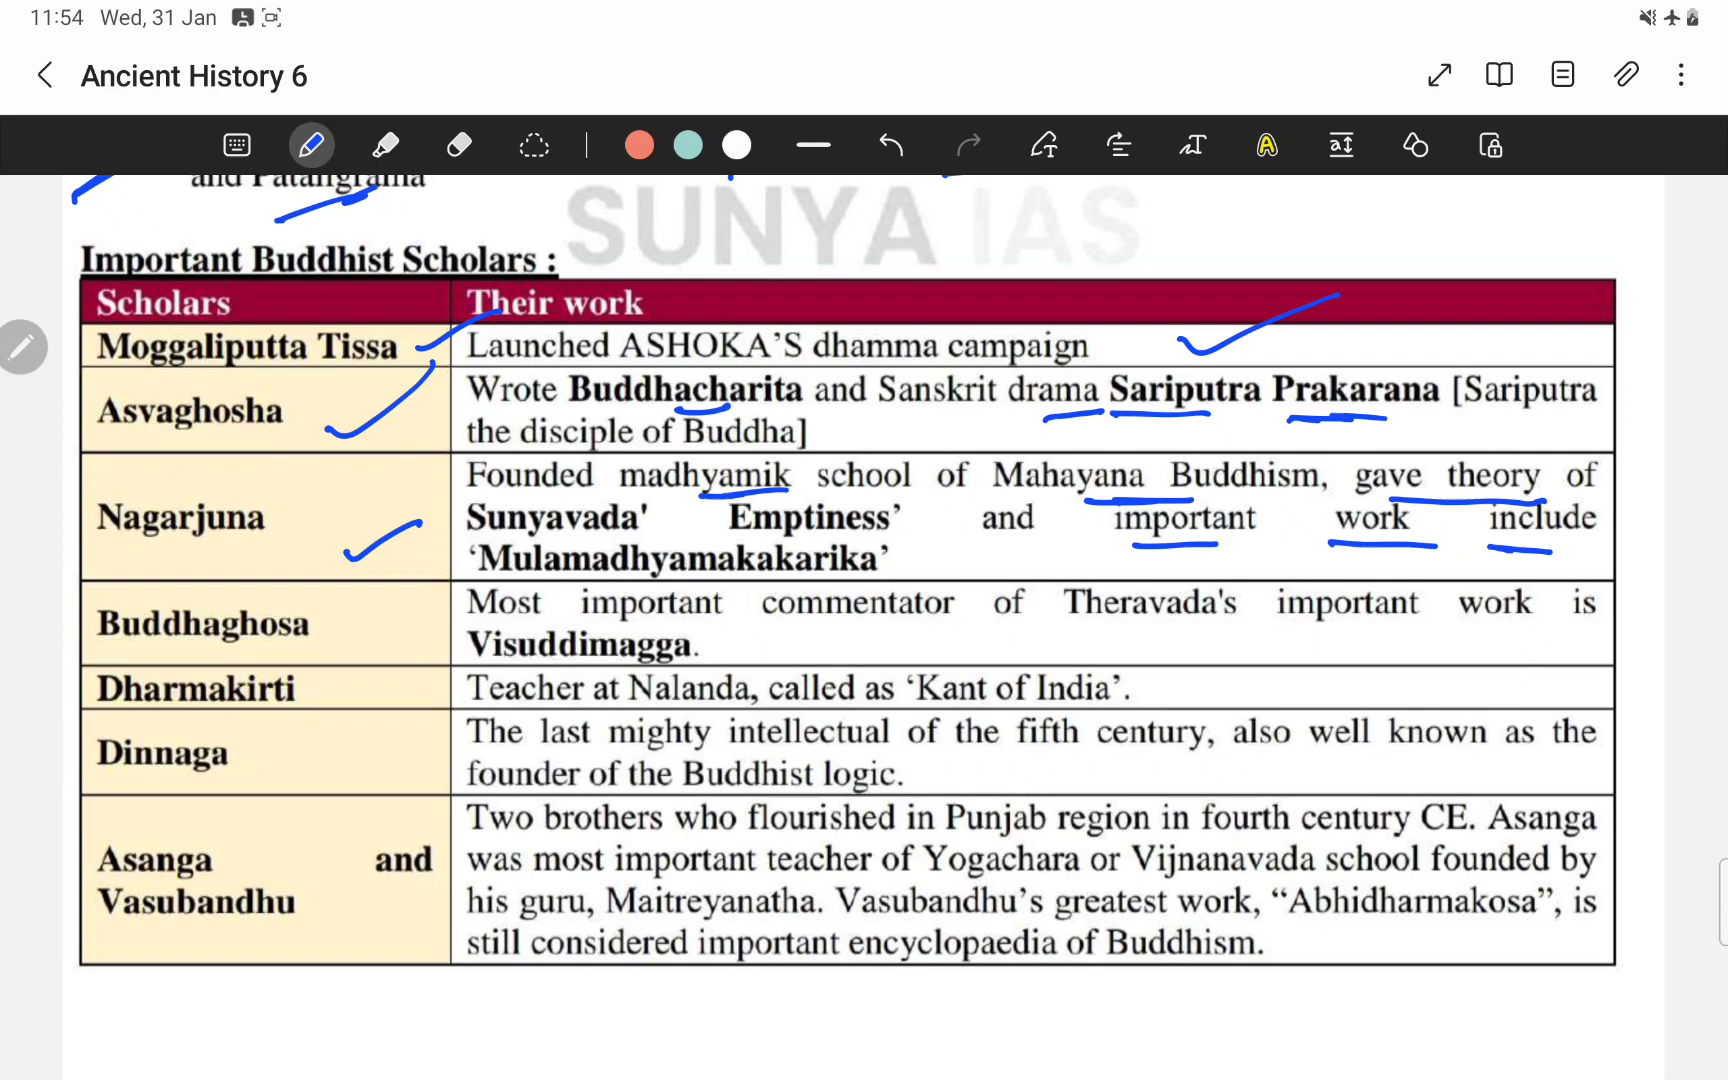 11:54 Wed, 31 Jan
Ancient History 6
and Patangrama
SUNYA IAS
Important Buddhist Scholars :
Scholars Their work
Moggaliputta Tissa Launched ASHOKA’S dhamma campaign
Asvaghosha Wrote Buddhacharita and Sanskrit drama Sariputra Prakarana [Sariputra
the disciple of Buddha]
Nagarjuna Founded madhyamik school of Mahayana Buddhism, gave theory of
Sunyavada' Emptiness’ and important work include
‘Mulamadhyamakakarika’
Buddhaghosa Most important commentator of Theravada's important work is
Visuddimagga.
Dharmakirti Teacher at Nalanda, called as ‘Kant of India’.
Dinnaga The last mighty intellectual of the fifth century, also well known as the
founder of the Buddhist logic.
Asanga and Vasubandhu Two brothers who flourished in Punjab region in fourth century CE. Asanga
was most important teacher of Yogachara or Vijnanavada school founded by
his guru, Maitreyanatha. Vasubandhu’s greatest work, “Abhidharmakosa”, is
still considered important encyclopaedia of Buddhism.